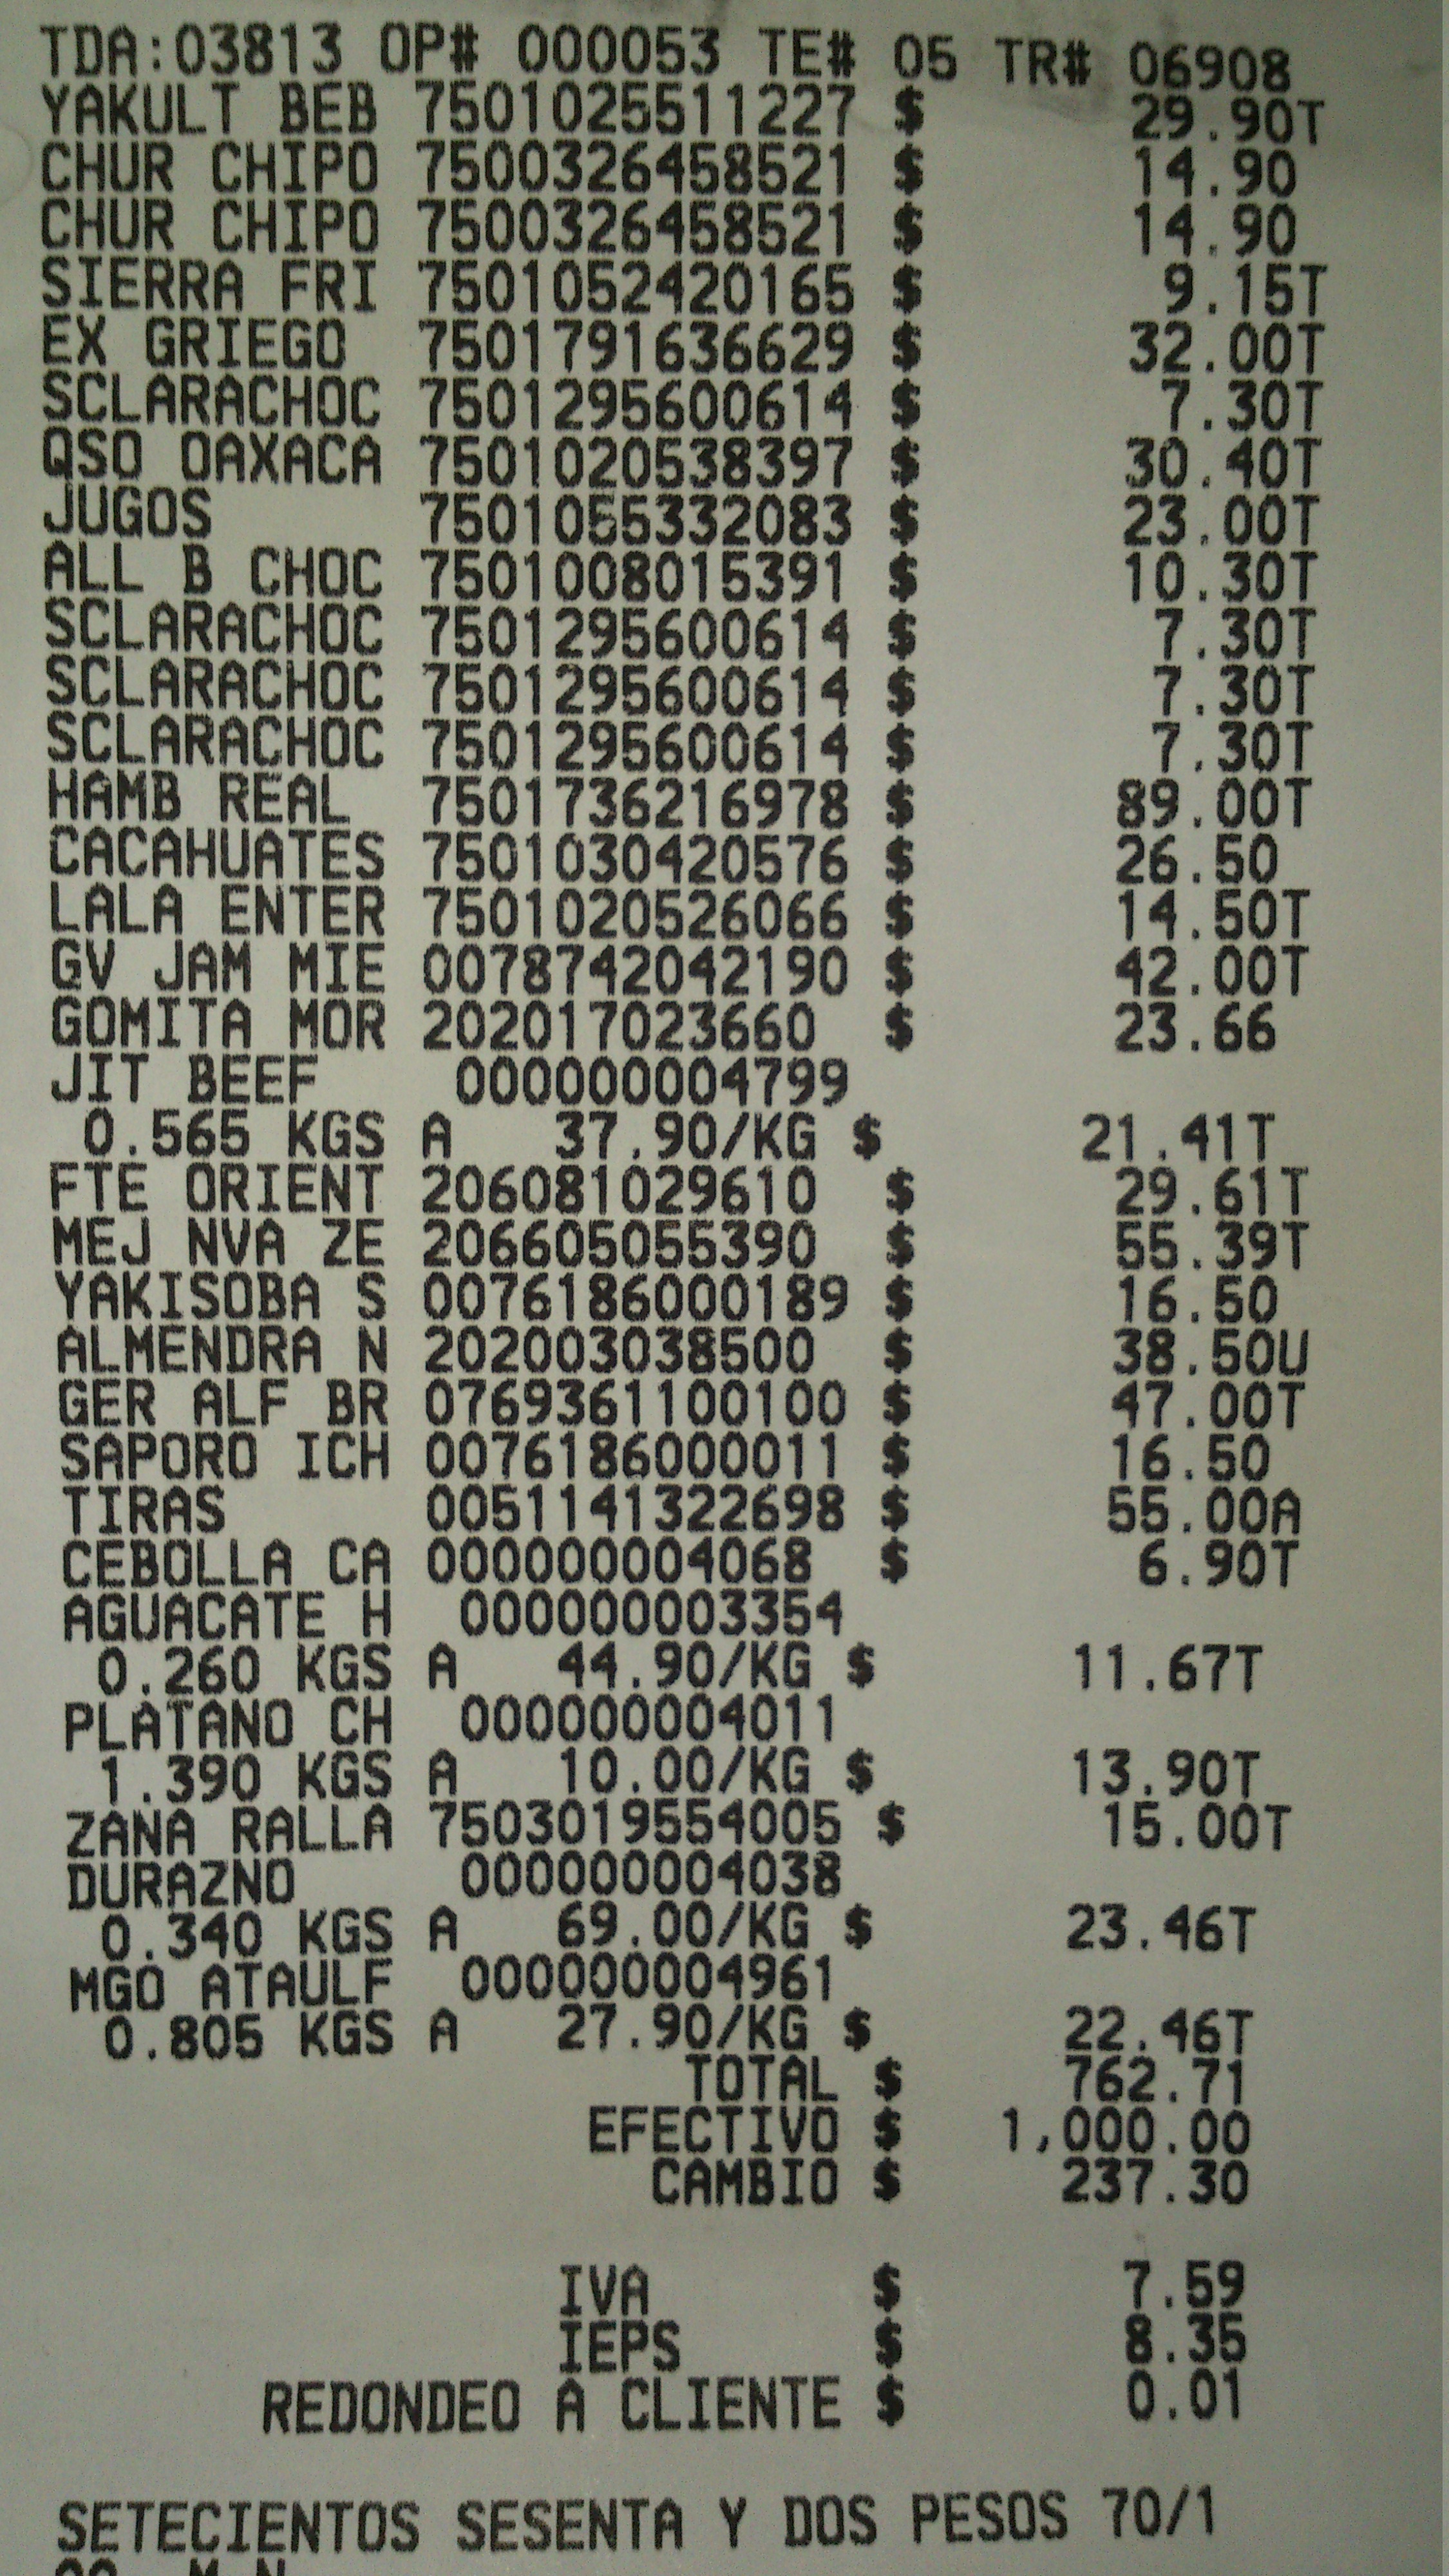 TDA:03813 OP# 000053 TE# 05 TR# 06908
YAKULT BEB 7501025511227 $ 29.90T
CHUR CHIPO 7500326458521 $ 14.90
CHUR CHIPO 7500326458521 $ 14.90
SIERRA FRI 7501052420165 $ 9.15T
EX GRIEGO 7501791636629 $ 32.00T
SCLARACHOC 7501295600614 $ 7.30T
QSO OAXACA 7501020538397 $ 30.40T
JUGOS 7501055332083 $ 23.00T
ALL B CHOC 7501008015391 $ 10.30T
SCLARACHOC 7501295600614 $ 7.30T
SCLARACHOC 7501295600614 $ 7.30T
SCLARACHOC 7501295600614 $ 7.30T
HAMB REAL 7501736216978 $ 89.00T
CACAHUATES 7501030420576 $ 26.50
LALA ENTER 7501020526066 $ 14.50T
GV JAM MIE 0078742042190 $ 42.00T
GOMITA MOR 202017023660 $ 23.66
JIT BEEF 000000004799
0.565 KGS A 37.90/KG $ 21.41T
FTE ORIENT 206081029610 $ 29.61T
MEJ NVA ZE 206605055390 $ 55.39T
YAKISOBA S 0076186000189 $ 16.50
ALMENDRA N 202003038500 $ 38.50U
GER ALF BR 0769361100100 $ 47.00T
SAPORO ICH 0076186000011 $ 16.50
TIRAS 0051141322698 $ 55.00A
CEBOLLA CA 000000004068 $ 6.90T
AGUACATE H 000000003354
0.260 KGS A 44.90/KG $ 11.67T
PLATANO CH 000000004011
1.390 KGS A 10.00/KG $ 13.90T
ZANA RALLA 7503019554005 $ 15.00T
DURAZNO 000000004038
0.340 KGS A 69.00/KG $ 23.46T
MGO ATAULF 000000004961
0.805 KGS A 27.90/KG $ 22.46T
TOTAL $ 762.71
EFECTIVO $ 1,000.00
CAMBIO $ 237.30
IVA $ 7.59
IEPS $ 8.35
REDONDEO A CLIENTE $ 0.01
SETECIENTOS SESENTA Y DOS PESOS 70/1